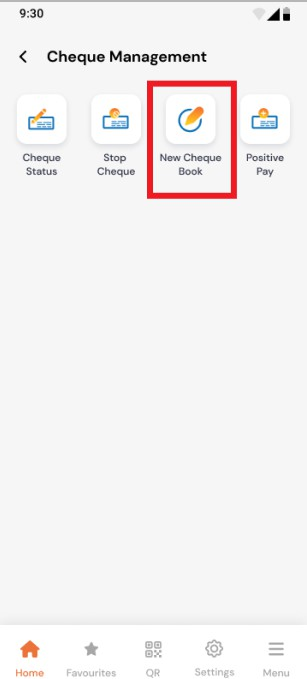 9:30
Cheque Management
Cheque
Status
Stop
Cheque
New Cheque
Book
Positive
Pay
Home
Favourites
QR
Settings
Menu